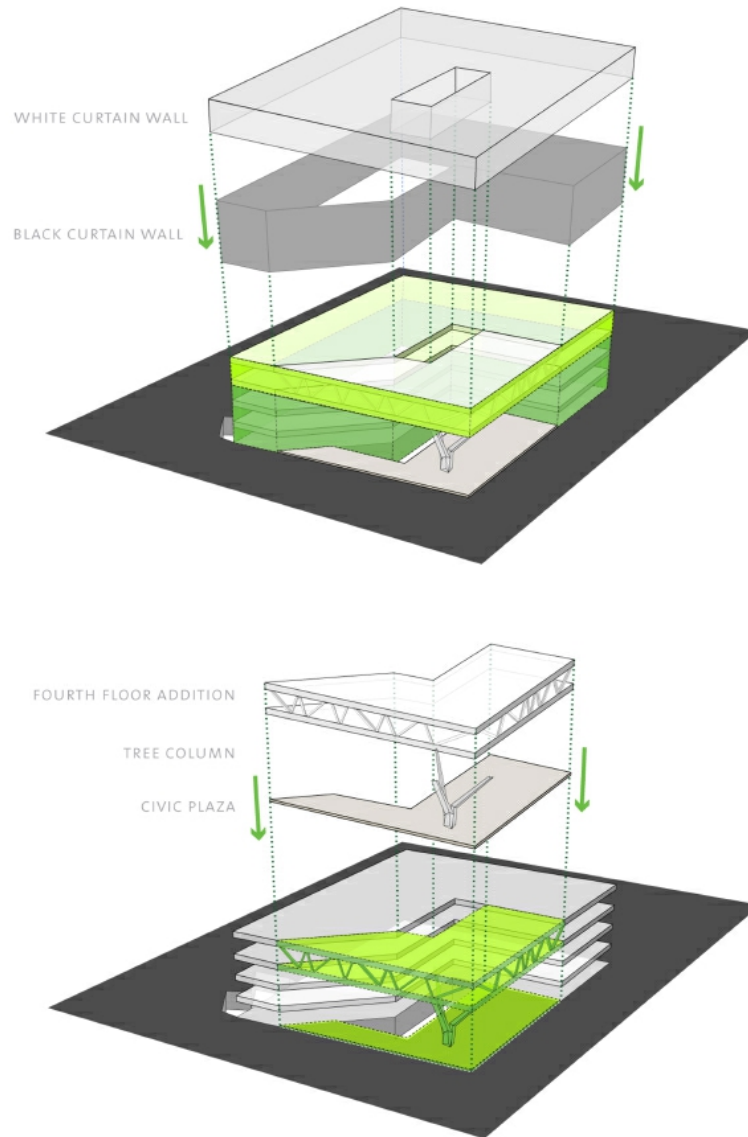 WHITE CURTAIN WALL
BLACK CURTAIN WALL
FOURTH FLOOR ADDITION
TREE COLUMN
CIVIC PLAZA